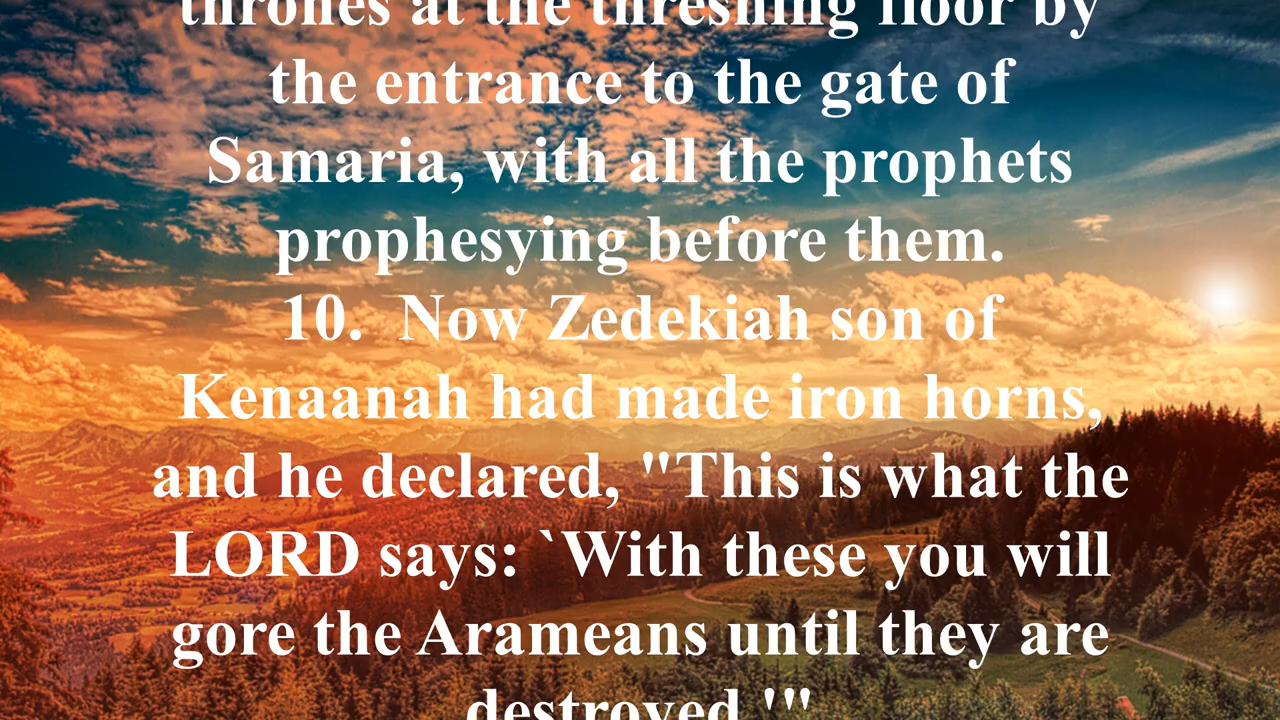 thrones at the threshing floor by
the entrance to the gate of
Samaria, with all the prophets
prophesying before them.
10.  Now Zedekiah son of
Kenaanah had made iron horns,
and he declared, "This is what the
LORD says: `With these you will
gore the Arameans until they are
destroyed.'"